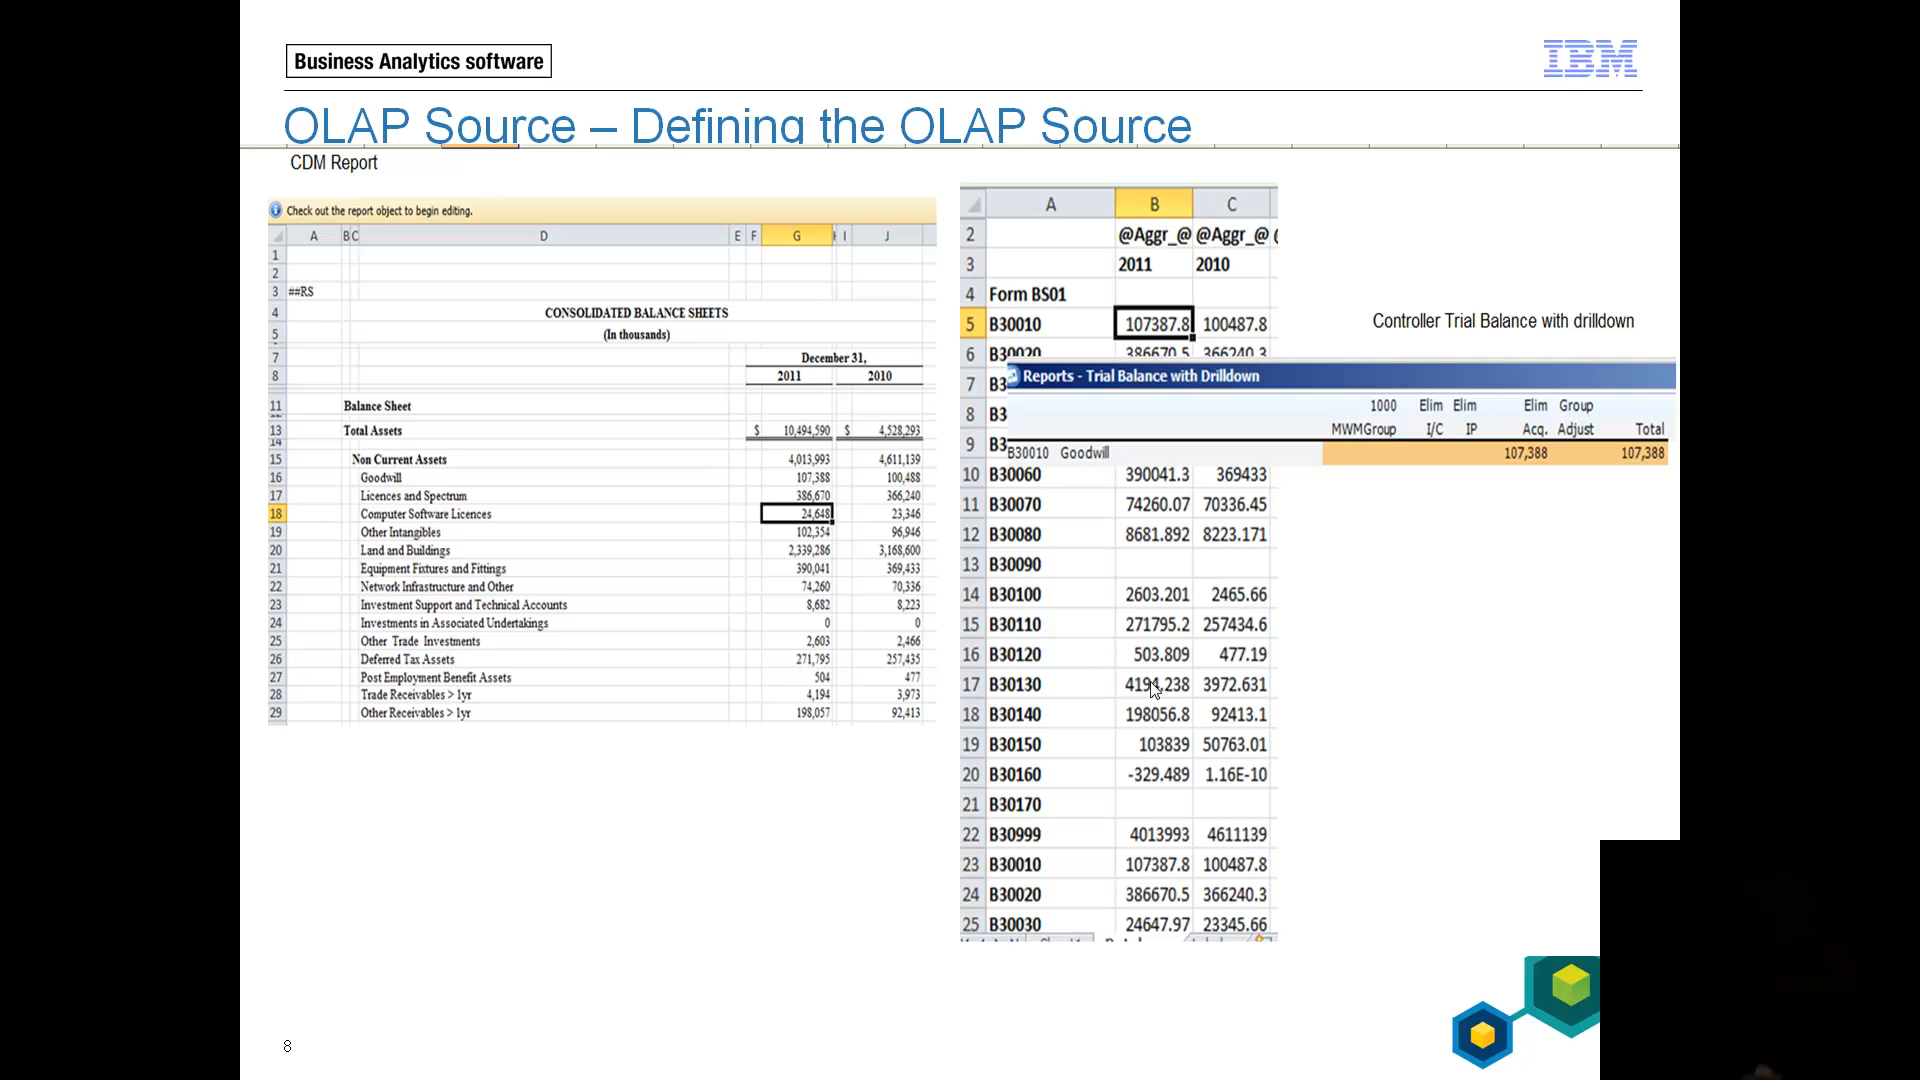 Business Analytics software
IBM
OLAP Source – Defining the OLAP Source
CDM Report
Check out the report object to begin editing.
A B C D E F G I J
1
2
3 ##RS
4 CONSOLIDATED BALANCE SHEETS
5 (In thousands)
7 December 31,
8 2011 2010
11 Balance Sheet
13 Total Assets $ 10,494,590 $ 4,528,293
14
15 Non Current Assets 4,013,993 4,611,139
16 Goodwill 107,388 100,488
17 Licences and Spectrum 386,670 366,240
18 Computer Software Licences 24,648 23,346
19 Other Intangibles 102,354 96,946
20 Land and Buildings 2,339,286 3,168,600
21 Equipment Fixtures and Fittings 390,041 369,433
22 Network Infrastructure and Other 74,260 70,336
23 Investment Support and Technical Accounts 8,682 8,223
24 Investments in Associated Undertakings 0 0
25 Other Trade Investments 2,603 2,466
26 Deferred Tax Assets 271,795 257,435
27 Post Employment Benefit Assets 504 477
28 Trade Receivables > 1yr 4,194 3,973
29 Other Receivables > 1yr 198,057 92,413
A B C
2 @Aggr_@ @Aggr_@
3 2011 2010
4 Form BS01
5 B30010 107387.8 100487.8
6 B30020 386670.5 366240.3
7 B3
8 B3
9 B3
10 B30060 390041.3 369433
11 B30070 74260.07 70336.45
12 B30080 8681.892 8223.171
13 B30090
14 B30100 2603.201 2465.66
15 B30110 271795.2 257434.6
16 B30120 503.809 477.19
17 B30130 4194.238 3972.631
18 B30140 198056.8 92413.1
19 B30150 103839 50763.01
20 B30160 -329.489 1.16E-10
21 B30170
22 B30999 4013993 4611139
23 B30010 107387.8 100487.8
24 B30020 386670.5 366240.3
25 B30030 24647.97 23345.66
Controller Trial Balance with drilldown
Reports - Trial Balance with Drilldown
1000 Elim Elim Elim Group
MWMGroup I/C IP Acq. Adjust Total
B30010 Goodwill 107,388 107,388
8